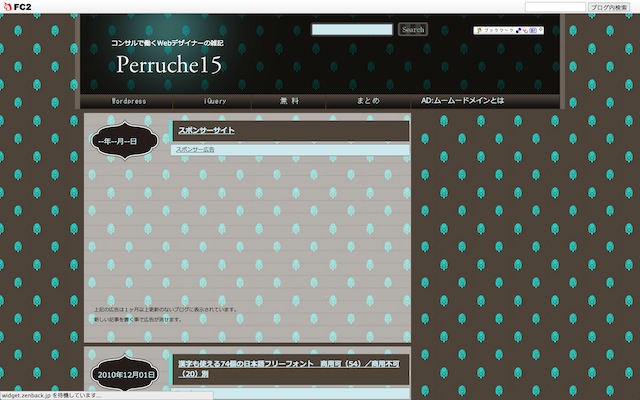 FC2
ブログ内検索
コンサルで働くWebデザイナーの雑記
Search
ブックマーク
Perruche15
Wordpress
jQuery
無 料
まとめ
AD:ムームードメインとは
--年--月--日
スポンサーサイト
スポンサー広告
上記の広告は1ヶ月以上更新のないブログに表示されています。
新しい記事を書く事で広告が消せます。
2010年12月01日
漢字も使える74個の日本語フリーフォント　商用可（54）／商用不可
（20）別
widget.zenback.jp を待機しています...